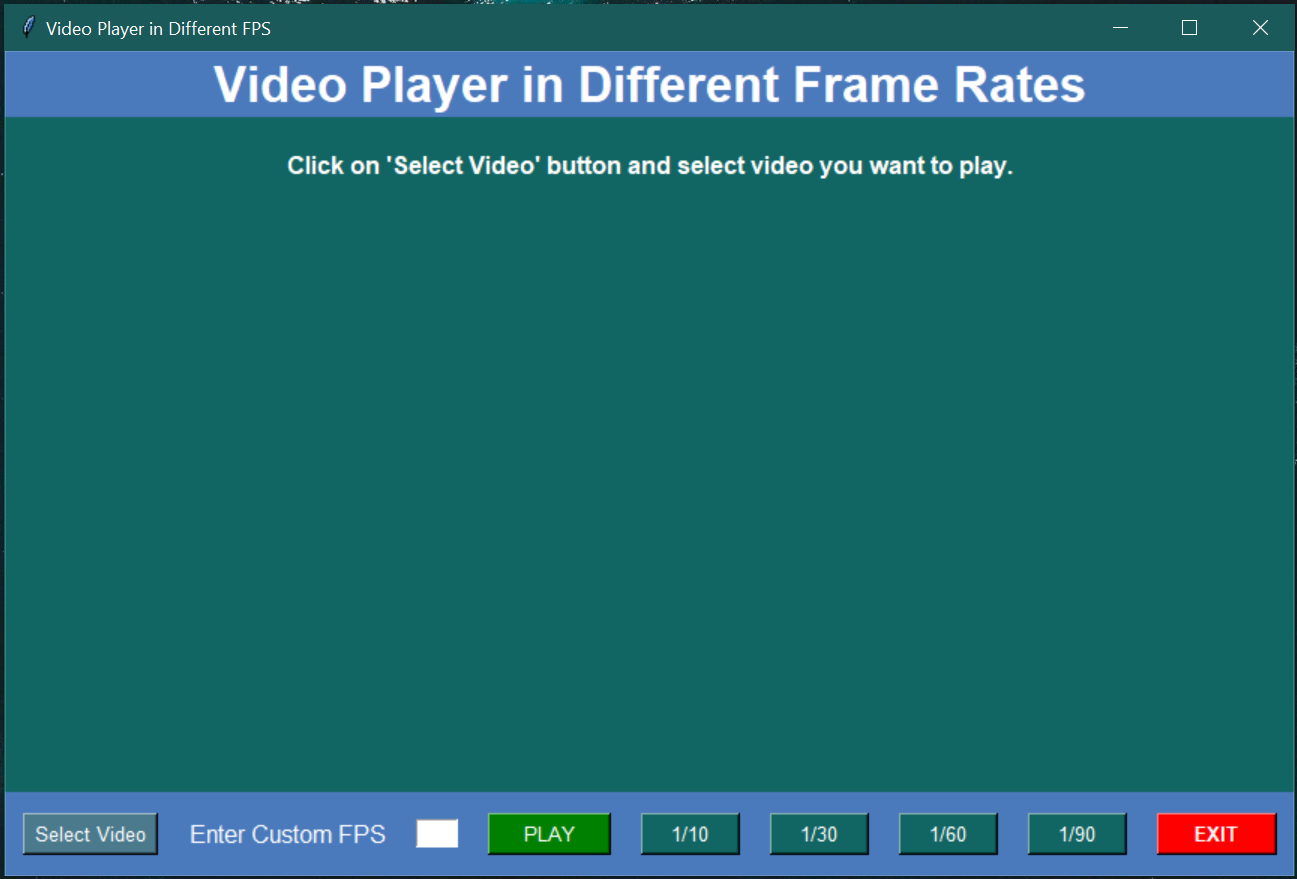 Video Player in Different FPS
Video Player in Different Frame Rates
Click on 'Select Video' button and select video you want to play.
Select Video Enter Custom FPS PLAY 1/10 1/30 1/60 1/90 EXIT